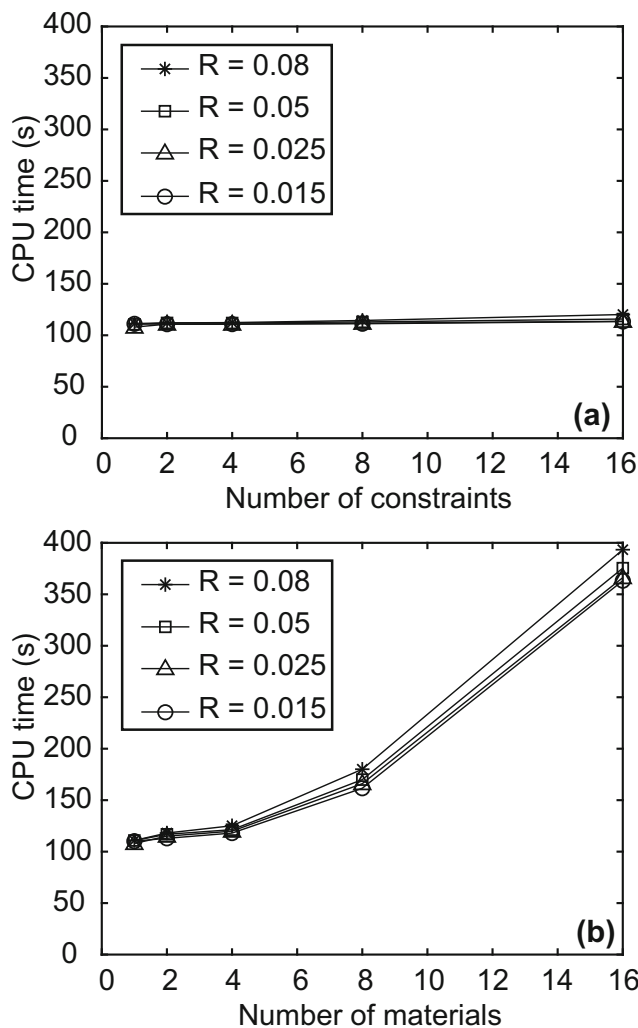 400
350
300
250
200
150
100
50
0
CPU time (s)
R = 0.08
R = 0.05
R = 0.025
R = 0.015
(a)
0 2 4 6 8 10 12 14 16
Number of constraints
400
350
300
250
200
150
100
50
0
CPU time (s)
R = 0.08
R = 0.05
R = 0.025
R = 0.015
(b)
0 2 4 6 8 10 12 14 16
Number of materials